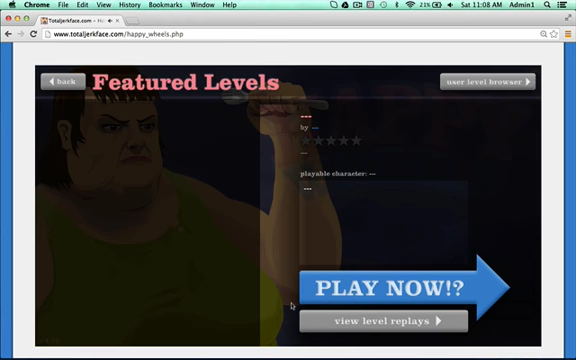 Chrome File Edit View History Bookmarks Window Help 21% Sat 11:08 AM Admin1
Totaljerkface.com - H
www.totaljerkface.com/happy_wheels.php
back Featured Levels user level browser
---
by ---
---
playable character: ---
---
PLAY NOW!?
view level replays